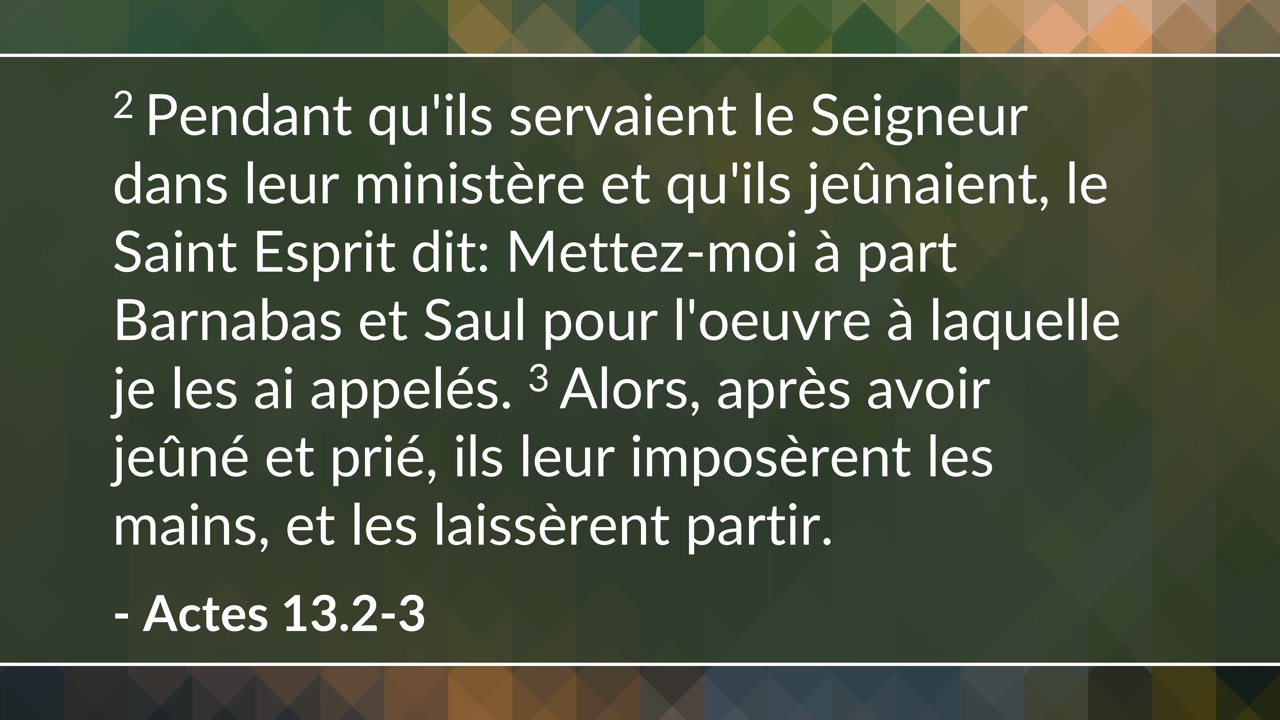 2 Pendant qu'ils servaient le Seigneur
dans leur ministère et qu'ils jeûnaient, le
Saint Esprit dit: Mettez-moi à part
Barnabas et Saul pour l'oeuvre à laquelle
je les ai appelés. 3 Alors, après avoir
jeûné et prié, ils leur imposèrent les
mains, et les laissèrent partir.
- Actes 13.2-3